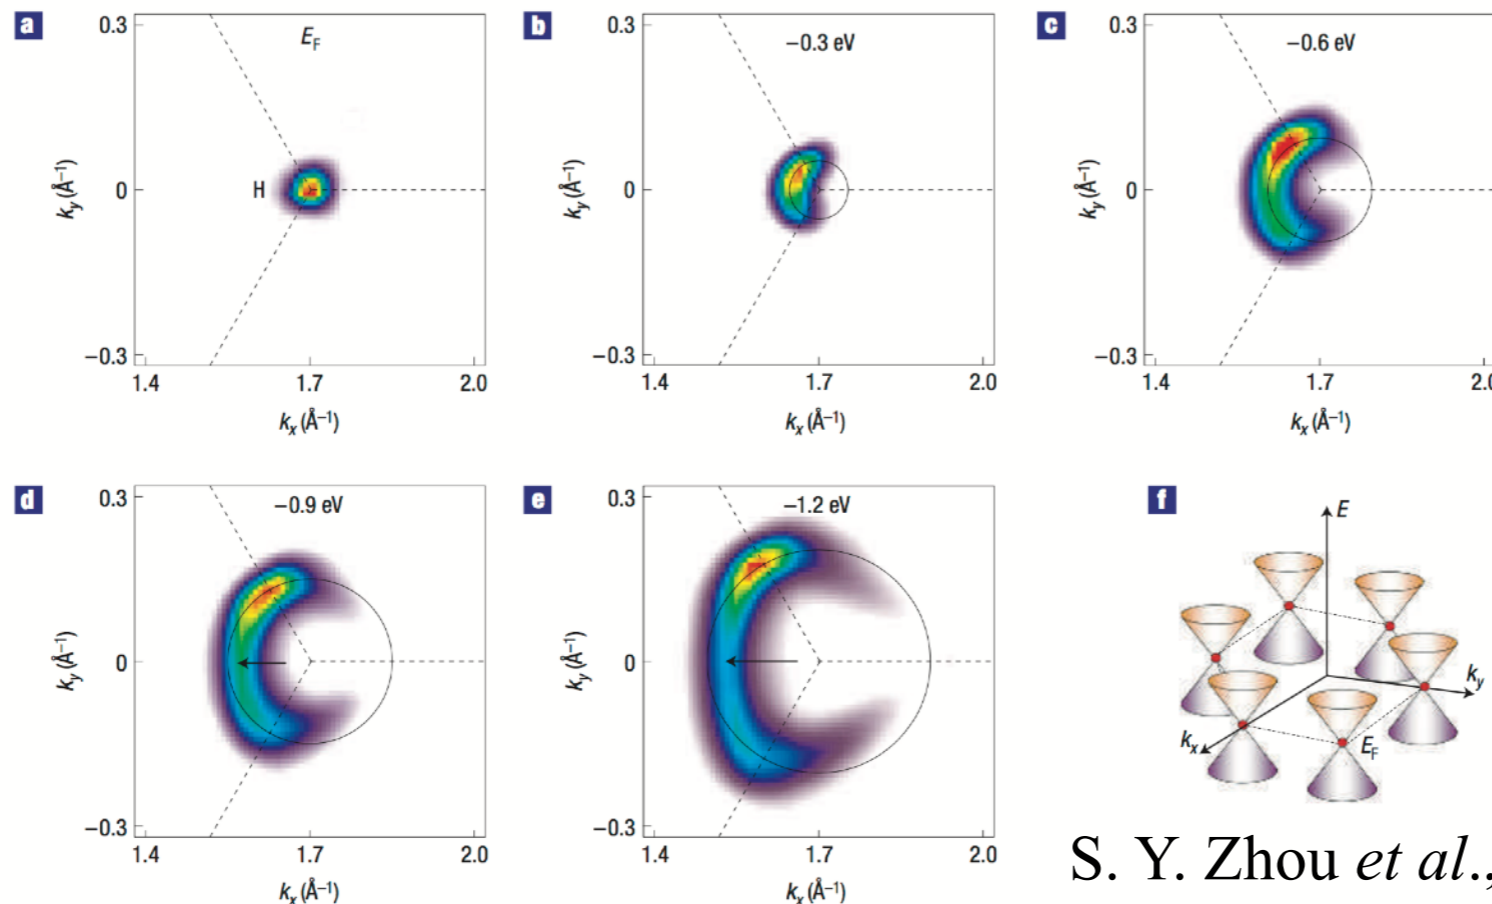 a
E_F
0.3
0
−0.3
H
k_y (Å⁻¹)
1.4 1.7 2.0
k_x (Å⁻¹)
b
−0.3 eV
0.3
0
−0.3
k_y (Å⁻¹)
1.4 1.7 2.0
k_x (Å⁻¹)
c
−0.6 eV
0.3
0
−0.3
k_y (Å⁻¹)
1.4 1.7 2.0
k_x (Å⁻¹)
d
−0.9 eV
0.3
0
−0.3
k_y (Å⁻¹)
1.4 1.7 2.0
k_x (Å⁻¹)
e
−1.2 eV
0.3
0
−0.3
k_y (Å⁻¹)
1.4 1.7 2.0
k_x (Å⁻¹)
f
E
k_y
k_x
E_F
S. Y. Zhou et al.,